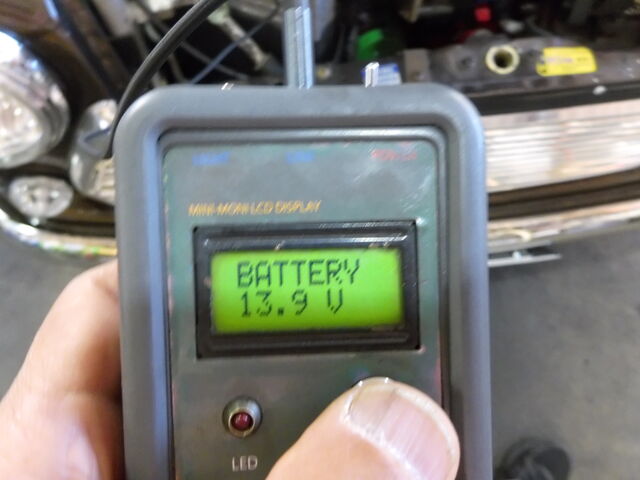 MINI-MONI LCD DISPLAY
BATTERY
13.9 V
LED